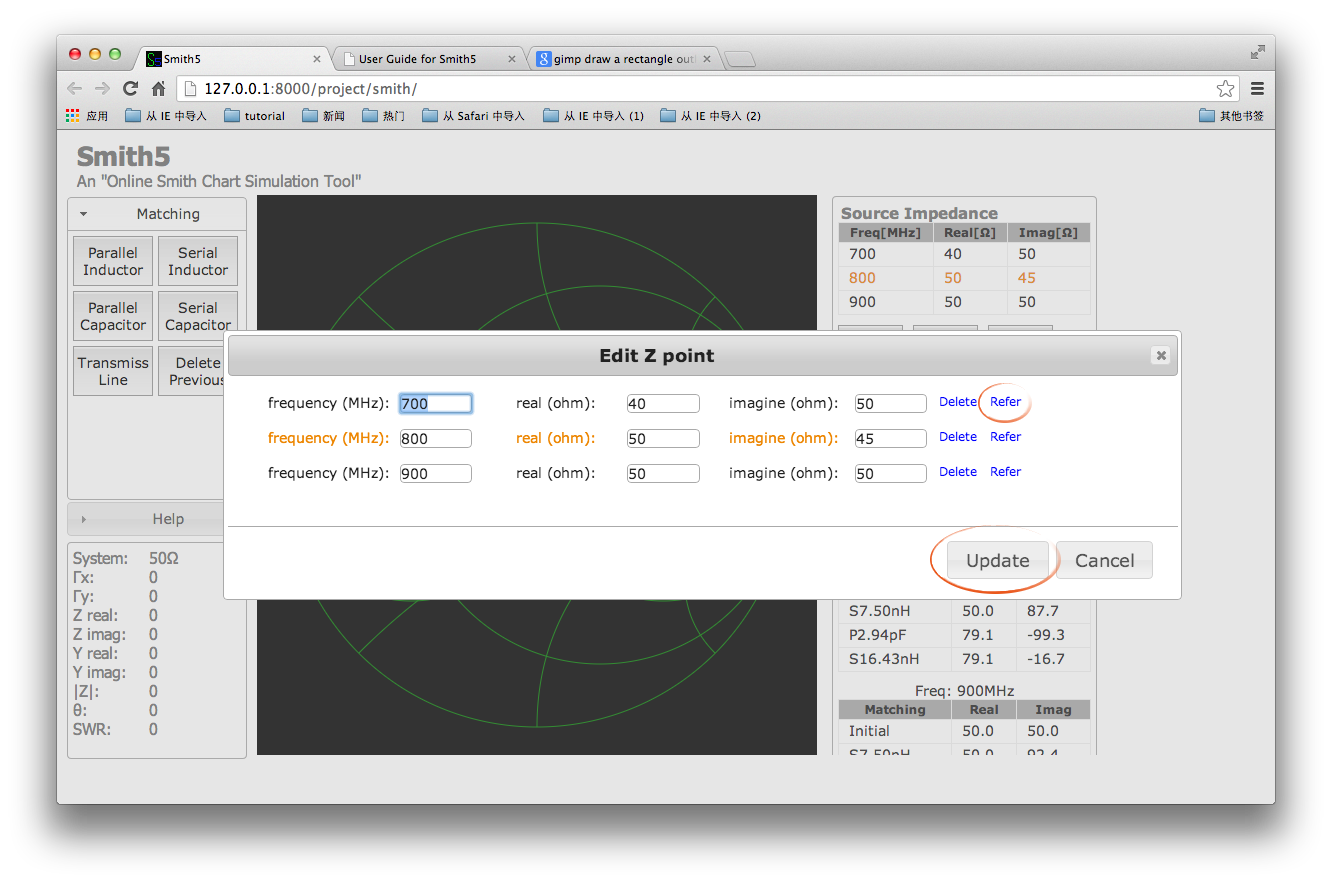 Smith5
User Guide for Smith5
gimp draw a rectangle outl
127.0.0.1:8000/project/smith/
应用
从 IE 中导入
tutorial
新闻
热门
从 Safari 中导入
从 IE 中导入 (1)
从 IE 中导入 (2)
其他书签
Smith5
An "Online Smith Chart Simulation Tool"
Matching
Parallel
Inductor
Serial
Inductor
Parallel
Capacitor
Serial
Capacitor
Transmiss
Line
Delete
Previous
Help
System: 50Ω
Γx: 0
Γy: 0
Z real: 0
Z imag: 0
Y real: 0
Y imag: 0
|Z|: 0
θ: 0
SWR: 0
Source Impedance
Freq[MHz] Real[Ω] Imag[Ω]
700 40 50
800 50 45
900 50 50
Edit Z point
frequency (MHz): 700 real (ohm): 40 imagine (ohm): 50 Delete Refer
frequency (MHz): 800 real (ohm): 50 imagine (ohm): 45 Delete Refer
frequency (MHz): 900 real (ohm): 50 imagine (ohm): 50 Delete Refer
Update Cancel
S7.50nH 50.0 87.7
P2.94pF 79.1 -99.3
S16.43nH 79.1 -16.7
Freq: 900MHz
Matching Real Imag
Initial 50.0 50.0
S7.50nH 50.0 92.4